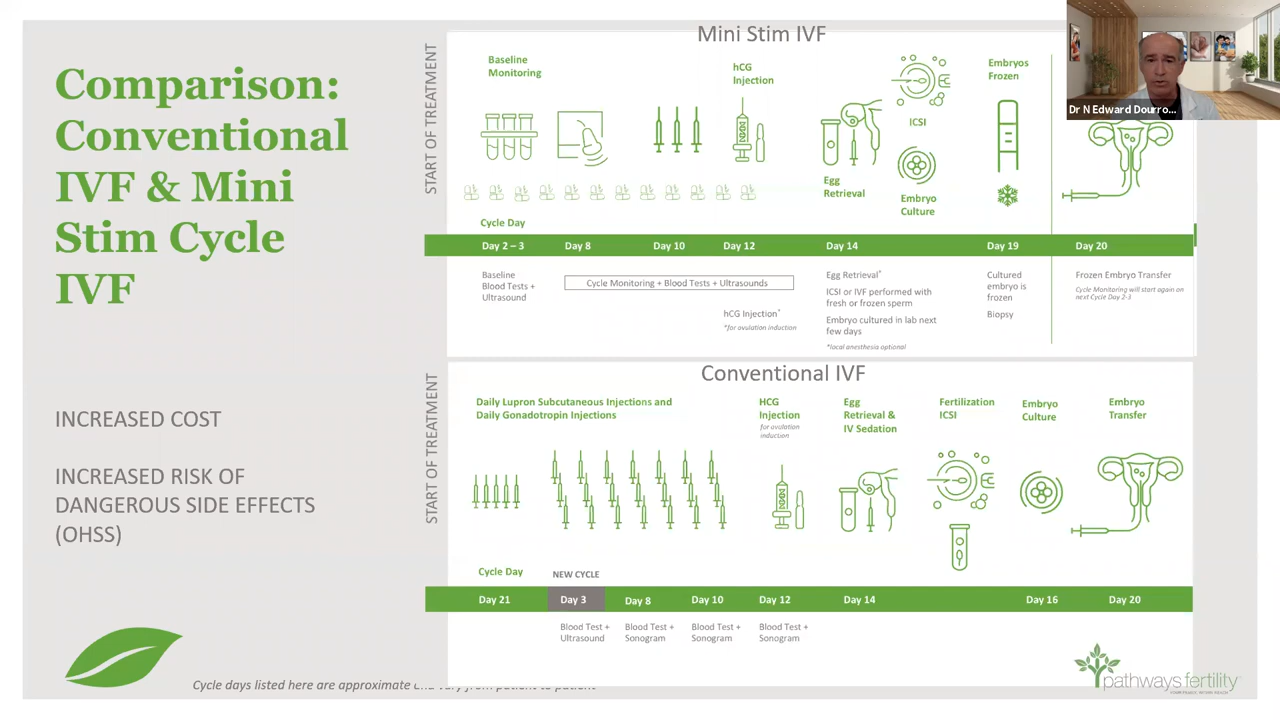 Comparison:
Conventional
IVF & Mini
Stim Cycle
IVF
INCREASED COST
INCREASED RISK OF
DANGEROUS SIDE EFFECTS
(OHSS)
Mini Stim IVF
START OF TREATMENT
Baseline
Monitoring
hCG
Injection
Egg
Retrieval
ICSI
Embryo
Culture
Embryos
Frozen
Cycle Day
Day 2 – 3
Day 8
Day 10
Day 12
Day 14
Day 19
Day 20
Baseline
Blood Tests +
Ultrasound
Cycle Monitoring + Blood Tests + Ultrasounds
hCG Injection*
*for ovulation induction
Egg Retrieval*
ICSI or IVF performed with
fresh or frozen sperm
Embryo cultured in lab next
few days
*local anesthesia optional
Cultured
embryo is
frozen
Biopsy
Frozen Embryo Transfer
Cycle Monitoring will start again on
next Cycle Day 2-3
Conventional IVF
START OF TREATMENT
Daily Lupron Subcutaneous Injections and
Daily Gonadotropin Injections
HCG
Injection
for ovulation
induction
Egg
Retrieval &
IV Sedation
Fertilization
ICSI
Embryo
Culture
Embryo
Transfer
Cycle Day
NEW CYCLE
Day 21
Day 3
Day 8
Day 10
Day 12
Day 14
Day 16
Day 20
Blood Test +
Ultrasound
Blood Test +
Sonogram
Blood Test +
Sonogram
Blood Test +
Sonogram
Cycle days listed here are approximate and vary from patient to patient
pathways fertility
Dr N Edward Dourro...